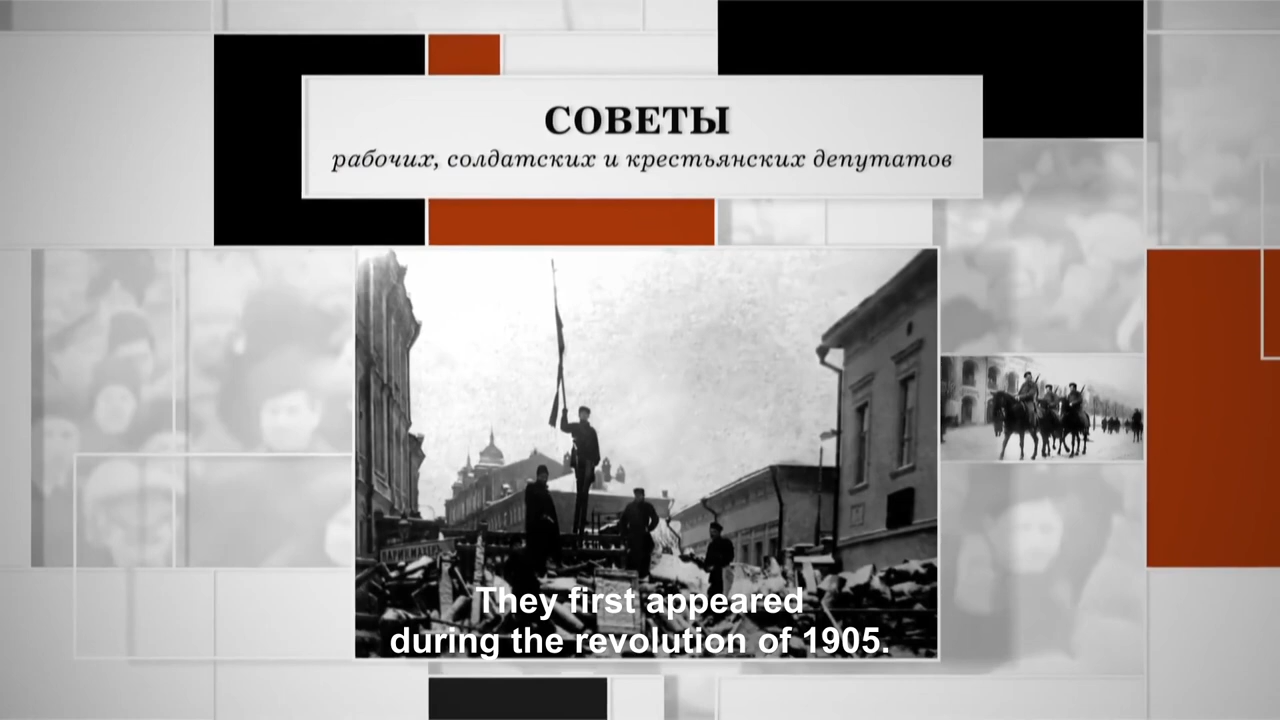 СОВЕТЫ
рабочих, солдатских и крестьянских депутатов
They first appeared
during the revolution of 1905.